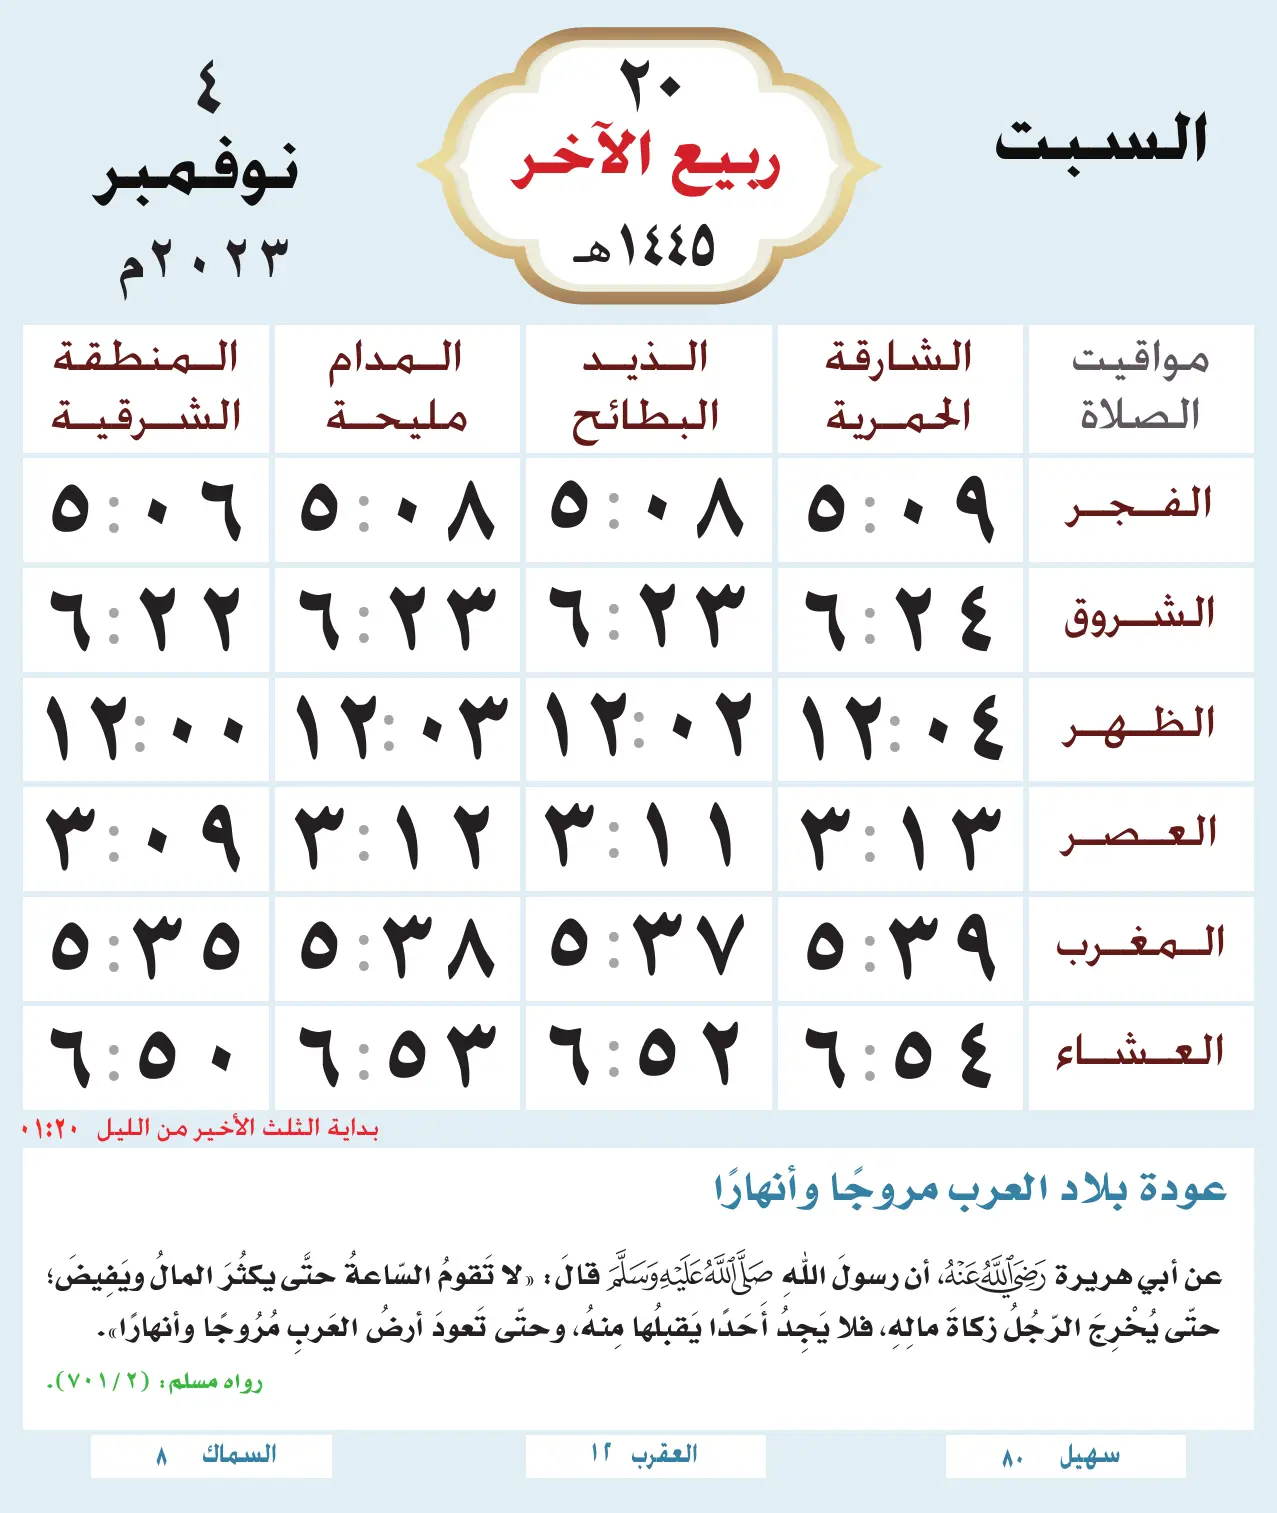 السبت
٢٠
ربيع الآخر
١٤٤٥هـ
٤
نوفمبر
٢٠٢٣م
مواقيت الصلاة | الشارقة الحمرية | الذيد البطائح | المدام مليحة | المنطقة الشرقية
الفجر ٥:٠٩ ٥:٠٨ ٥:٠٨ ٥:٠٦
الشروق ٦:٢٤ ٦:٢٣ ٦:٢٣ ٦:٢٢
الظهر ١٢:٠٤ ١٢:٠٢ ١٢:٠٣ ١٢:٠٠
العصر ٣:١٣ ٣:١١ ٣:١٢ ٣:٠٩
المغرب ٥:٣٩ ٥:٣٧ ٥:٣٨ ٥:٣٥
العشاء ٦:٥٤ ٦:٥٢ ٦:٥٣ ٦:٥٠
بداية الثلث الأخير من الليل ٠١:٢٠
عودة بلاد العرب مروجًا وأنهارًا
عن أبي هريرة رَضِيَ اللَّهُ عَنْهُ، أن رسولَ اللهِ صَلَّى اللَّهُ عَلَيْهِ وَسَلَّمَ قالَ: «لا تَقومُ السّاعةُ حتَّى يكثُرَ المالُ ويَفِيضَ؛
حتّى يُخْرِجَ الرّجُلُ زكاةَ مالِهِ، فلا يَجِدُ أَحَدًا يَقبلُها مِنهُ، وحتّى تَعودَ أرضُ العَربِ مُرُوجًا وأنهارًا».
رواه مسلم: (٧٠١/٢).
سهيل ٨٠
العقرب ١٢
السماك ٨